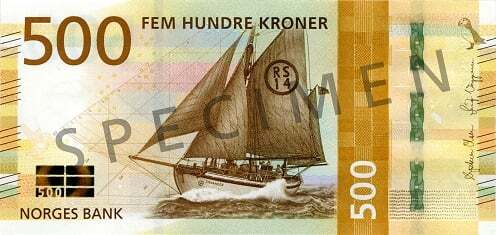 500
FEM HUNDRE KRONER
RS
14
SPECIMEN
500
NORGES BANK
500